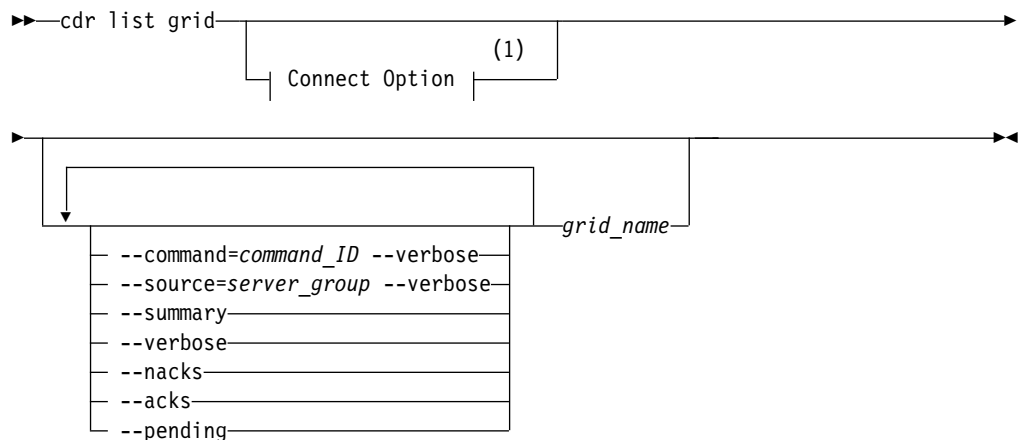 cdr list grid
(1)
Connect Option
grid_name
--command=command_ID --verbose
--source=server_group --verbose
--summary
--verbose
--nacks
--acks
--pending